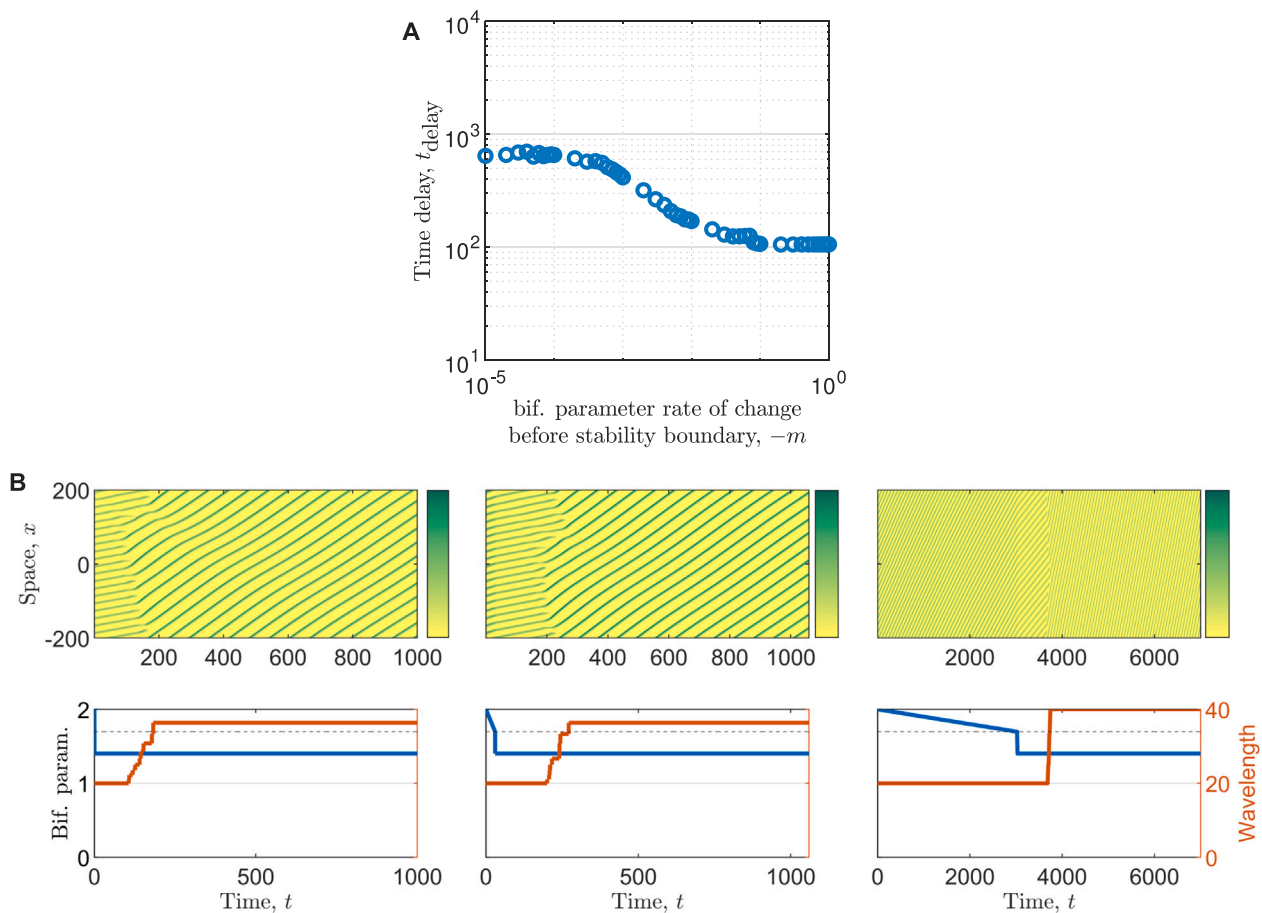 A
10^4
10^3
10^2
10^1
Time delay, t_delay
10^-5
10^0
bif. parameter rate of change
before stability boundary, −m
B
200
0
-200
Space, x
200 400 600 800 1000
200 400 600 800 1000
2000 4000 6000
2
1
0
Bif. param.
0 500 1000
Time, t
0 500 1000
Time, t
0 2000 4000 6000
Time, t
40
20
0
Wavelength